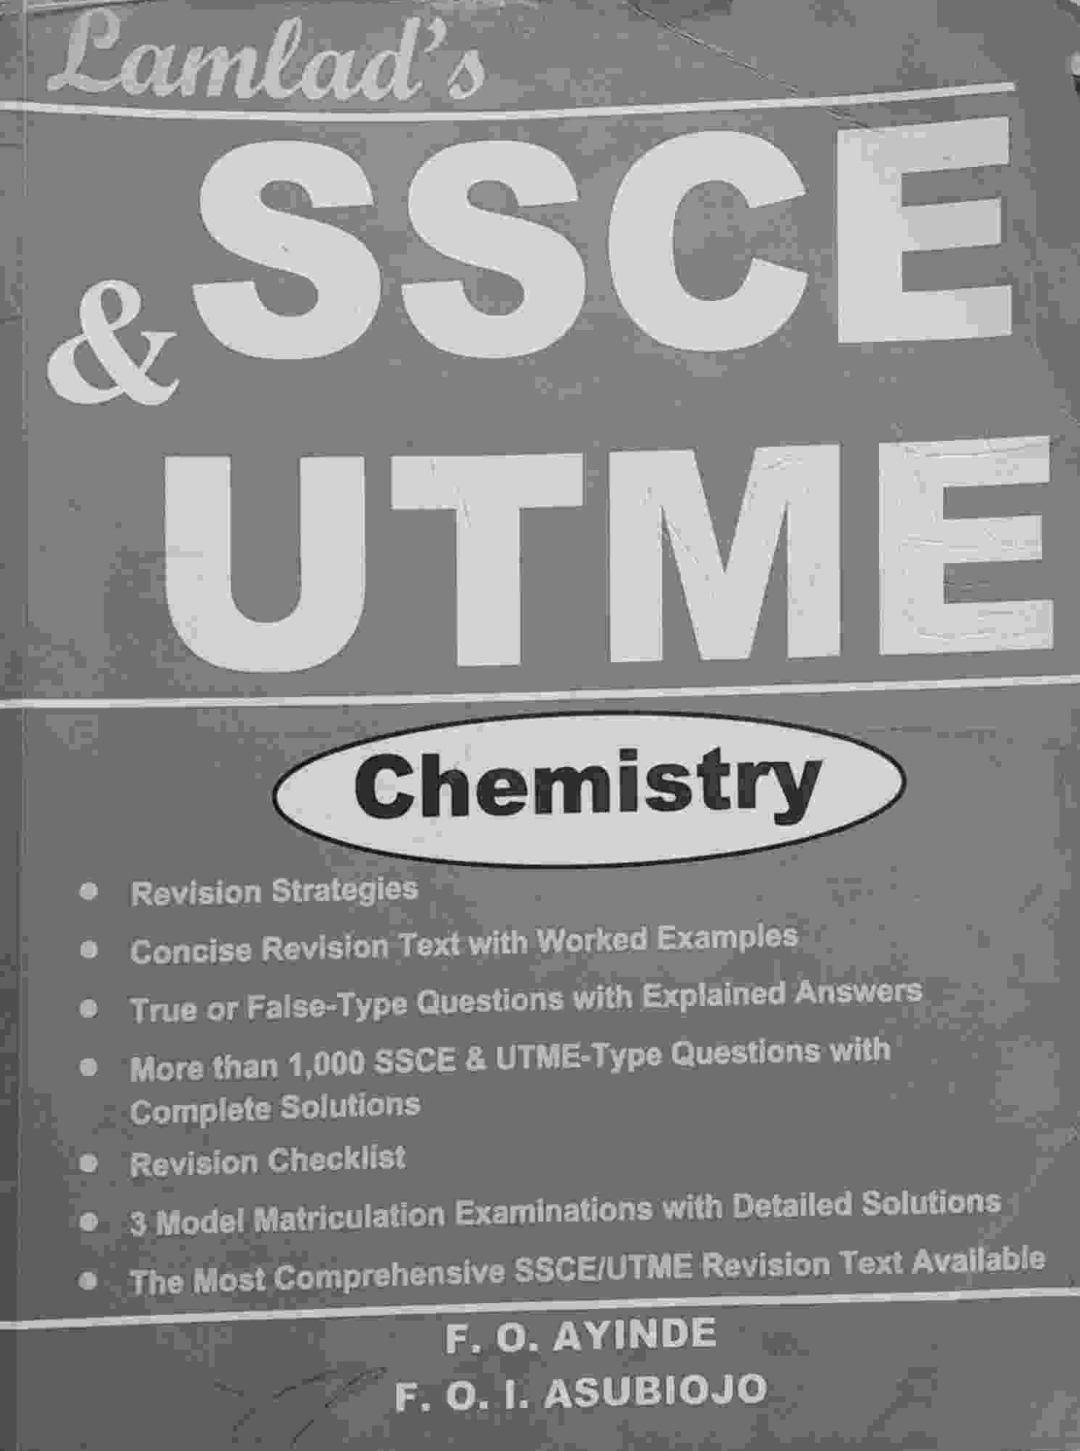 Lamlad's
SSCE
&
UTME
Chemistry
• Revision Strategies
• Concise Revision Text with Worked Examples
• True or False-Type Questions with Explained Answers
• More than 1,000 SSCE & UTME-Type Questions with
Complete Solutions
• Revision Checklist
• 3 Model Matriculation Examinations with Detailed Solutions
• The Most Comprehensive SSCE/UTME Revision Text Available
F. O. AYINDE
F. O. I. ASUBIOJO